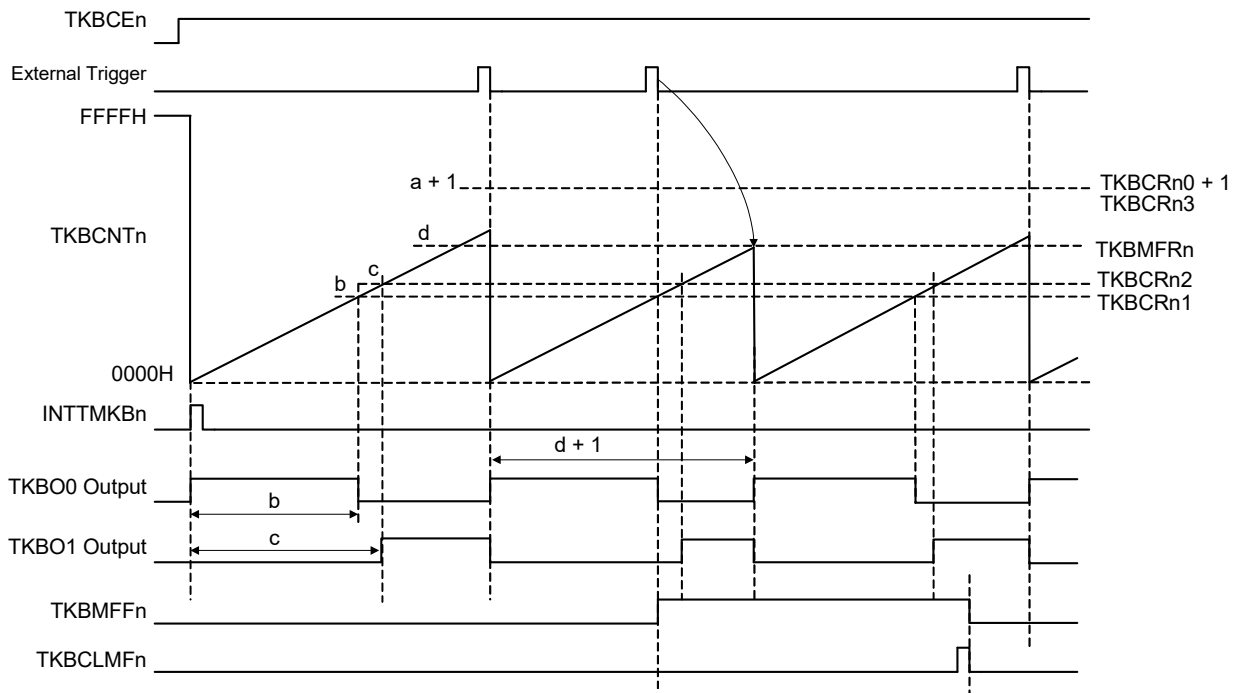 TKBCEn
External Trigger
FFFFH
a + 1
TKBCRn0 + 1
TKBCRn3
TKBCNTn
d
TKBMFRn
c
TKBCRn2
b
TKBCRn1
0000H
INTTMKBn
d + 1
TKBO0 Output
b
TKBO1 Output
c
TKBMFFn
TKBCLMFn